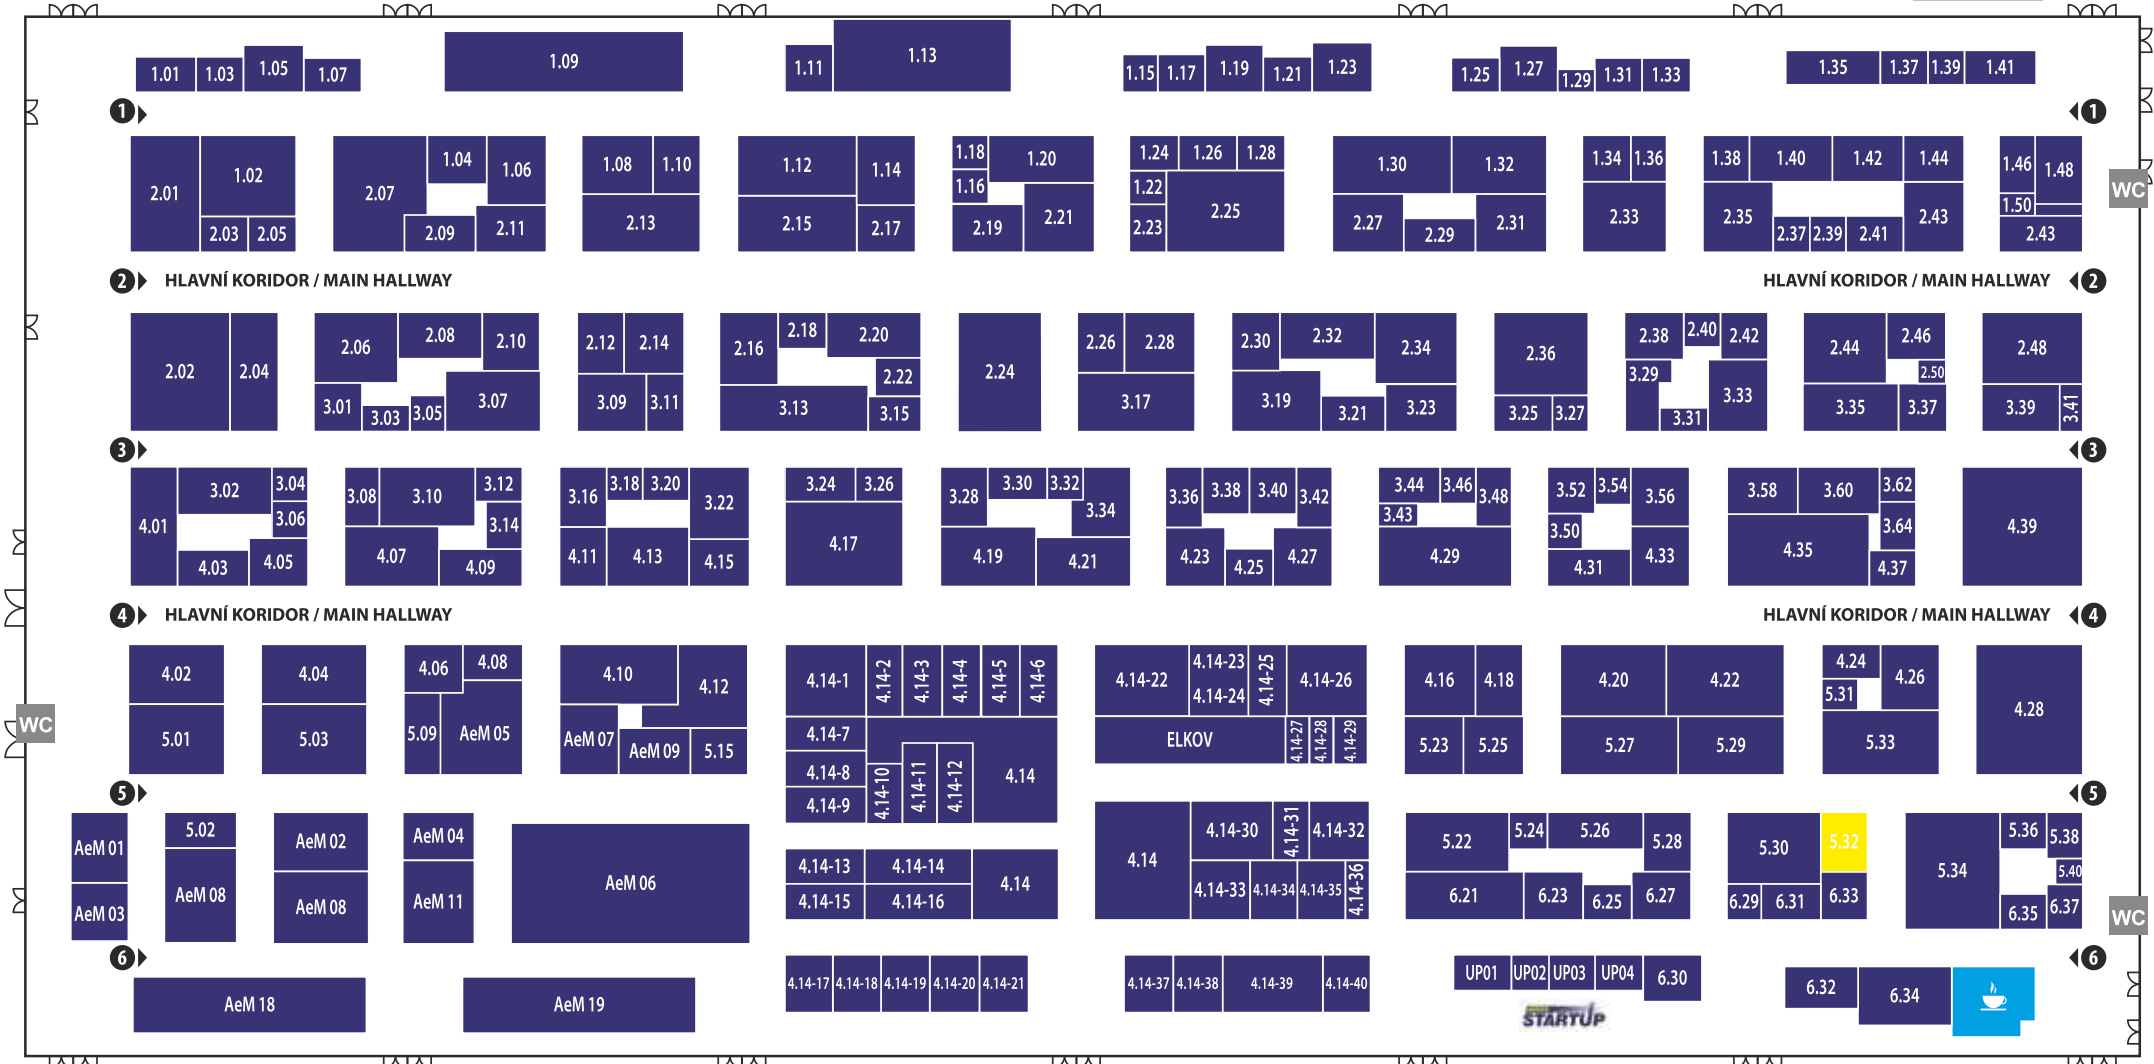 1.01 1.03 1.05 1.07 1.09 1.11 1.13 1.15 1.17 1.19 1.21 1.23 1.25 1.27 1.29 1.31 1.33 1.35 1.37 1.39 1.41
1 1
2.01 1.02 2.07 1.04 1.06 1.08 1.10 1.12 1.14 1.18 1.20 1.24 1.26 1.28 1.30 1.32 1.34 1.36 1.38 1.40 1.42 1.44 1.46 1.48
1.16 1.22 1.50 WC
2.03 2.05 2.09 2.11 2.13 2.15 2.17 2.19 2.21 2.23 2.25 2.27 2.29 2.31 2.33 2.35 2.37 2.39 2.41 2.43 2.43
2 HLAVNÍ KORIDOR / MAIN HALLWAY HLAVNÍ KORIDOR / MAIN HALLWAY 2
2.02 2.04 2.06 2.08 2.10 2.12 2.14 2.16 2.18 2.20 2.24 2.26 2.28 2.30 2.32 2.34 2.36 2.38 2.40 2.42 2.44 2.46 2.48
2.22 3.29 2.50
3.01 3.03 3.05 3.07 3.09 3.11 3.13 3.15 3.17 3.19 3.21 3.23 3.25 3.27 3.31 3.33 3.35 3.37 3.39 3.41
3 3
4.01 3.02 3.04 3.08 3.10 3.12 3.16 3.18 3.20 3.22 3.24 3.26 3.28 3.30 3.32 3.34 3.36 3.38 3.40 3.42 3.44 3.46 3.48 3.52 3.54 3.56 3.58 3.60 3.62 4.39
3.06 3.14 3.43 3.50 3.64
4.03 4.05 4.07 4.09 4.11 4.13 4.15 4.17 4.19 4.21 4.23 4.25 4.27 4.29 4.31 4.33 4.35 4.37
4 HLAVNÍ KORIDOR / MAIN HALLWAY HLAVNÍ KORIDOR / MAIN HALLWAY 4
4.02 4.04 4.06 4.08 4.10 4.12 4.14-1 4.14-2 4.14-3 4.14-4 4.14-5 4.14-6 4.14-22 4.14-23 4.14-24 4.14-25 4.14-26 4.16 4.18 4.20 4.22 4.24 4.26 4.28
5.31
WC 5.01 5.03 5.09 AeM 05 AeM 07 AeM 09 5.15 4.14-7 ELKOV 4.14-27 4.14-28 4.14-29 5.23 5.25 5.27 5.29 5.33
4.14-8 4.14-10 4.14-11 4.14-12 4.14
4.14-9
5 5
AeM 01 5.02 AeM 02 AeM 04 AeM 06 4.14 4.14-30 4.14-31 4.14-32 5.22 5.24 5.26 5.28 5.30 5.32 5.34 5.36 5.38
4.14-13 4.14-14 4.14 5.40
AeM 03 AeM 08 AeM 08 AeM 11 4.14-15 4.14-16 4.14-33 4.14-34 4.14-35 4.14-36 6.21 6.23 6.25 6.27 6.29 6.31 6.33 6.35 6.37 WC
6 6
AeM 18 AeM 19 4.14-17 4.14-18 4.14-19 4.14-20 4.14-21 4.14-37 4.14-38 4.14-39 4.14-40 UP01 UP02 UP03 UP04 6.30 6.32 6.34
STARTUP